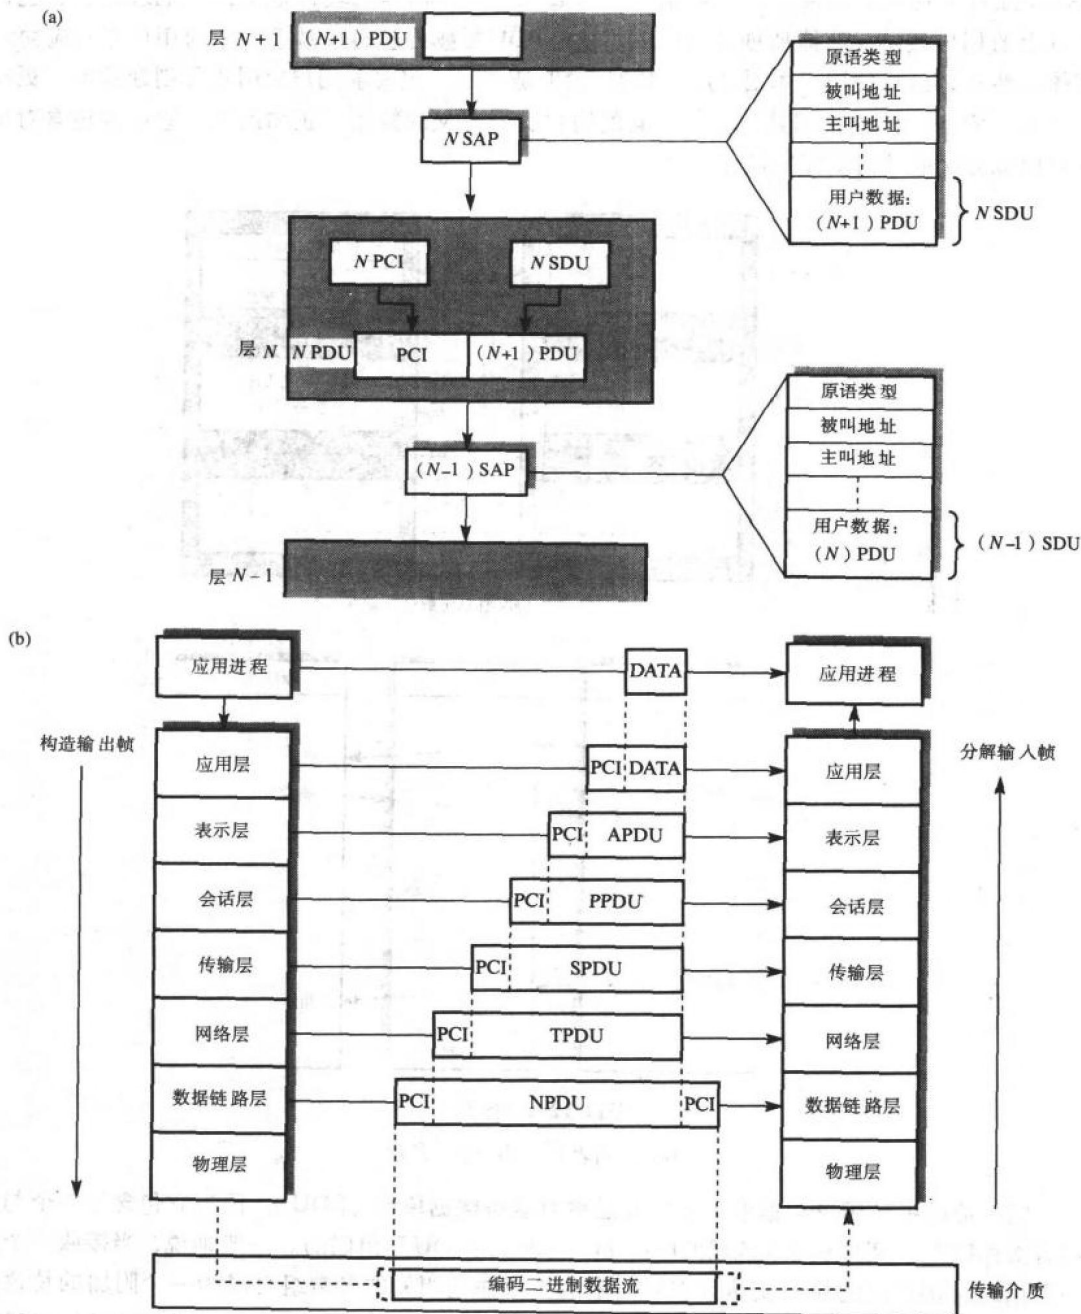 (a)
层 N + 1 (N+1) PDU
N SAP
原语类型
被叫地址
主叫地址
用户数据:
(N+1) PDU
N SDU
N PCI
N SDU
层 N N PDU
PCI
(N+1) PDU
(N–1) SAP
原语类型
被叫地址
主叫地址
用户数据:
(N) PDU
(N–1) SDU
层 N – 1
(b)
应用进程
DATA
应用进程
构造输出帧
分解输入帧
应用层
PCI DATA
应用层
表示层
PCI APDU
表示层
会话层
PCI PPDU
会话层
传输层
PCI SPDU
传输层
网络层
PCI TPDU
网络层
数据链路层
PCI NPDU PCI
数据链路层
物理层
物理层
编码二进制数据流
传输介质